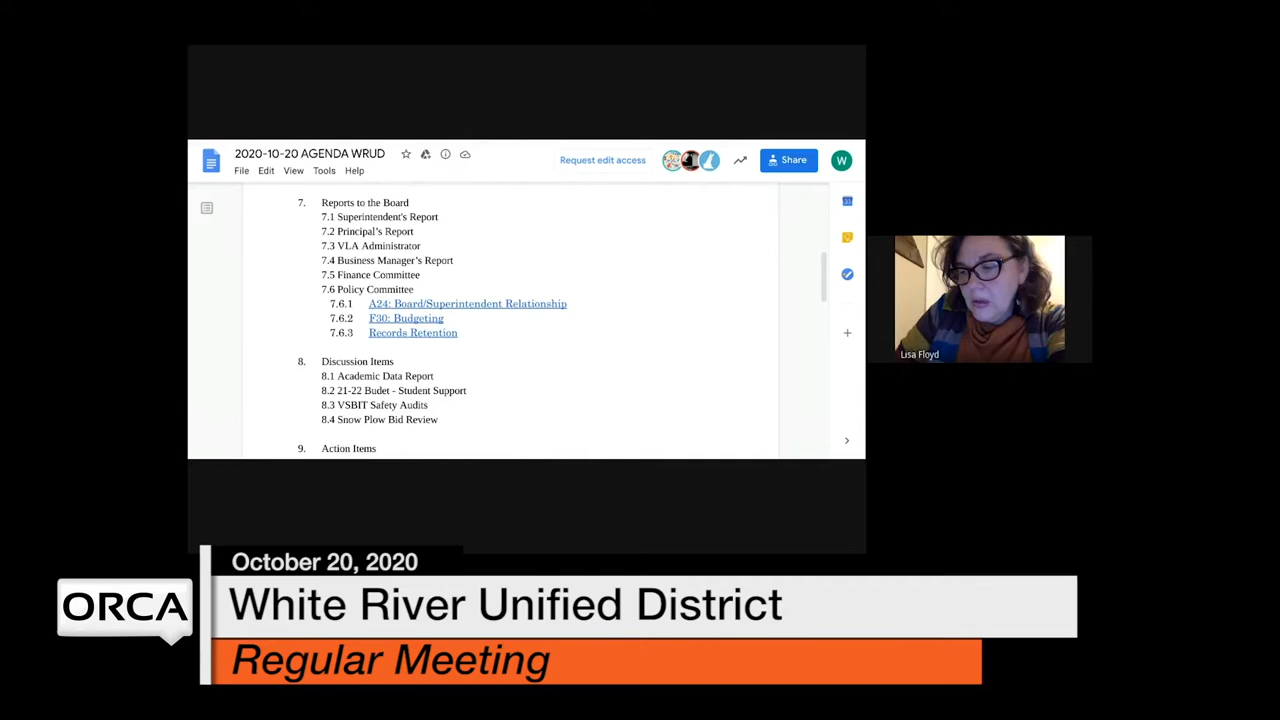 2020-10-20 AGENDA WRUD
File Edit View Tools Help
Request edit access
Share
W
7. Reports to the Board
7.1 Superintendent's Report
7.2 Principal's Report
7.3 VLA Administrator
7.4 Business Manager's Report
7.5 Finance Committee
7.6 Policy Committee
7.6.1 A24: Board/Superintendent Relationship
7.6.2 F30: Budgeting
7.6.3 Records Retention
8. Discussion Items
8.1 Academic Data Report
8.2 21-22 Budet - Student Support
8.3 VSBIT Safety Audits
8.4 Snow Plow Bid Review
9. Action Items
Lisa Floyd
October 20, 2020
ORCA
White River Unified District
Regular Meeting